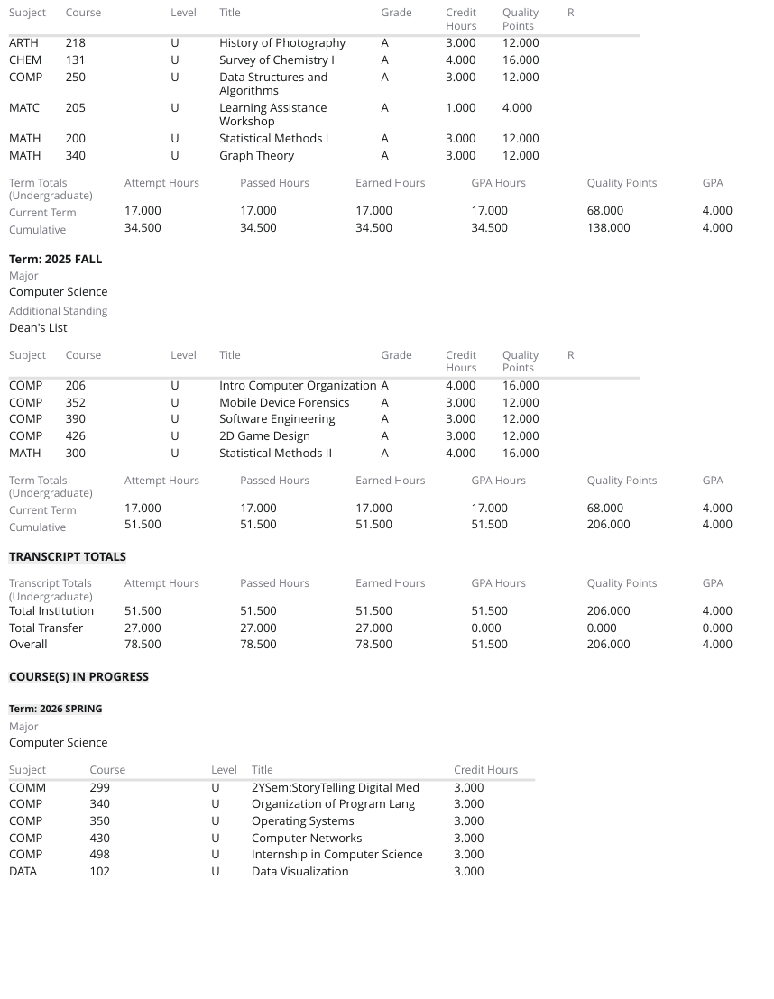 Subject Course Level Title Grade Credit Hours Quality Points R
ARTH 218 U History of Photography A 3.000 12.000
CHEM 131 U Survey of Chemistry I A 4.000 16.000
COMP 250 U Data Structures and Algorithms A 3.000 12.000
MATC 205 U Learning Assistance Workshop A 1.000 4.000
MATH 200 U Statistical Methods I A 3.000 12.000
MATH 340 U Graph Theory A 3.000 12.000
Term Totals (Undergraduate) Attempt Hours Passed Hours Earned Hours GPA Hours Quality Points GPA
Current Term 17.000 17.000 17.000 17.000 68.000 4.000
Cumulative 34.500 34.500 34.500 34.500 138.000 4.000
Term: 2025 FALL
Major
Computer Science
Additional Standing
Dean's List
Subject Course Level Title Grade Credit Hours Quality Points R
COMP 206 U Intro Computer Organization A 4.000 16.000
COMP 352 U Mobile Device Forensics A 3.000 12.000
COMP 390 U Software Engineering A 3.000 12.000
COMP 426 U 2D Game Design A 3.000 12.000
MATH 300 U Statistical Methods II A 4.000 16.000
Term Totals (Undergraduate) Attempt Hours Passed Hours Earned Hours GPA Hours Quality Points GPA
Current Term 17.000 17.000 17.000 17.000 68.000 4.000
Cumulative 51.500 51.500 51.500 51.500 206.000 4.000
TRANSCRIPT TOTALS
Transcript Totals (Undergraduate) Attempt Hours Passed Hours Earned Hours GPA Hours Quality Points GPA
Total Institution 51.500 51.500 51.500 51.500 206.000 4.000
Total Transfer 27.000 27.000 27.000 0.000 0.000 0.000
Overall 78.500 78.500 78.500 51.500 206.000 4.000
COURSE(S) IN PROGRESS
Term: 2026 SPRING
Major
Computer Science
Subject Course Level Title Credit Hours
COMM 299 U 2YSem:StoryTelling Digital Med 3.000
COMP 340 U Organization of Program Lang 3.000
COMP 350 U Operating Systems 3.000
COMP 430 U Computer Networks 3.000
COMP 498 U Internship in Computer Science 3.000
DATA 102 U Data Visualization 3.000